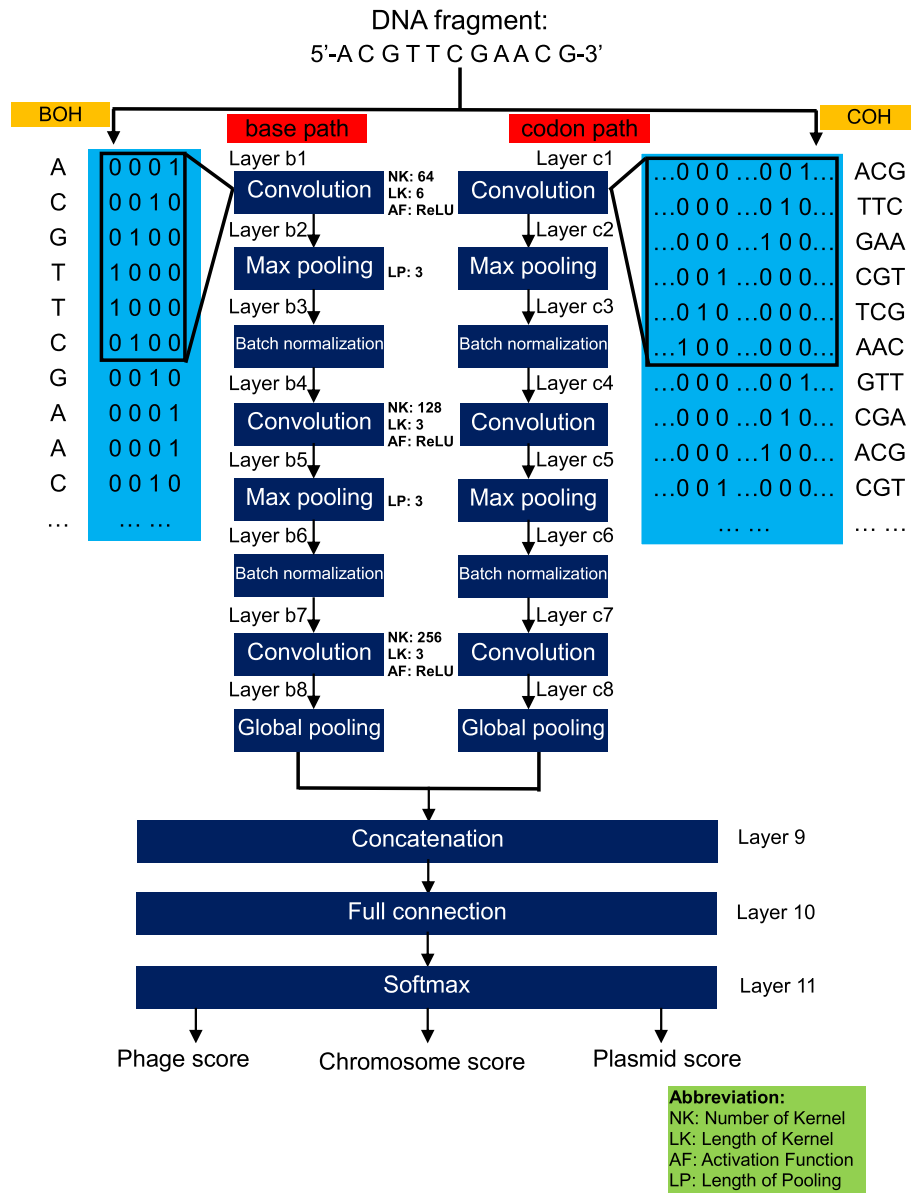 DNA fragment:
5'-A C G T T C G A A C G-3'
BOH
base path
codon path
COH
A
C
G
T
T
C
G
A
A
C
...
0 0 0 1
0 0 1 0
0 1 0 0
1 0 0 0
1 0 0 0
0 1 0 0
0 0 1 0
0 0 0 1
0 0 0 1
0 0 1 0
... ...
Layer b1
Convolution
NK: 64
LK: 6
AF: ReLU
Layer b2
Max pooling
LP: 3
Layer b3
Batch normalization
Layer b4
Convolution
NK: 128
LK: 3
AF: ReLU
Layer b5
Max pooling
LP: 3
Layer b6
Batch normalization
Layer b7
Convolution
NK: 256
LK: 3
AF: ReLU
Layer b8
Global pooling
Layer c1
Convolution
Layer c2
Max pooling
Layer c3
Batch normalization
Layer c4
Convolution
Layer c5
Max pooling
Layer c6
Batch normalization
Layer c7
Convolution
Layer c8
Global pooling
...0 0 0 ...0 0 1...
...0 0 0 ...0 1 0...
...0 0 0 ...1 0 0...
...0 0 1 ...0 0 0...
...0 1 0 ...0 0 0...
...1 0 0 ...0 0 0...
...0 0 0 ...0 0 1...
...0 0 0 ...0 1 0...
...0 0 0 ...1 0 0...
...0 0 1 ...0 0 0...
... ...
ACG
TTC
GAA
CGT
TCG
AAC
GTT
CGA
ACG
CGT
... ...
Concatenation
Layer 9
Full connection
Layer 10
Softmax
Layer 11
Phage score
Chromosome score
Plasmid score
Abbreviation:
NK: Number of Kernel
LK: Length of Kernel
AF: Activation Function
LP: Length of Pooling